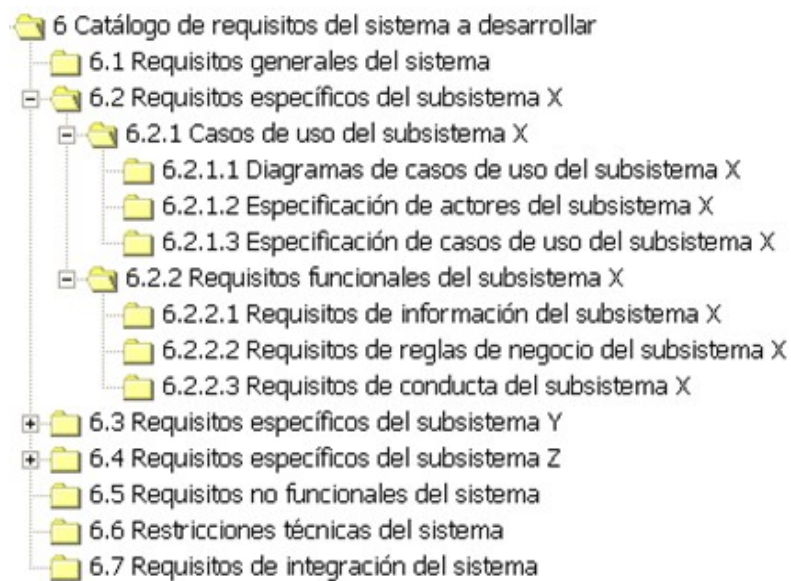 6 Catálogo de requisitos del sistema a desarrollar
6.1 Requisitos generales del sistema
6.2 Requisitos específicos del subsistema X
6.2.1 Casos de uso del subsistema X
6.2.1.1 Diagramas de casos de uso del subsistema X
6.2.1.2 Especificación de actores del subsistema X
6.2.1.3 Especificación de casos de uso del subsistema X
6.2.2 Requisitos funcionales del subsistema X
6.2.2.1 Requisitos de información del subsistema X
6.2.2.2 Requisitos de reglas de negocio del subsistema X
6.2.2.3 Requisitos de conducta del subsistema X
6.3 Requisitos específicos del subsistema Y
6.4 Requisitos específicos del subsistema Z
6.5 Requisitos no funcionales del sistema
6.6 Restricciones técnicas del sistema
6.7 Requisitos de integración del sistema